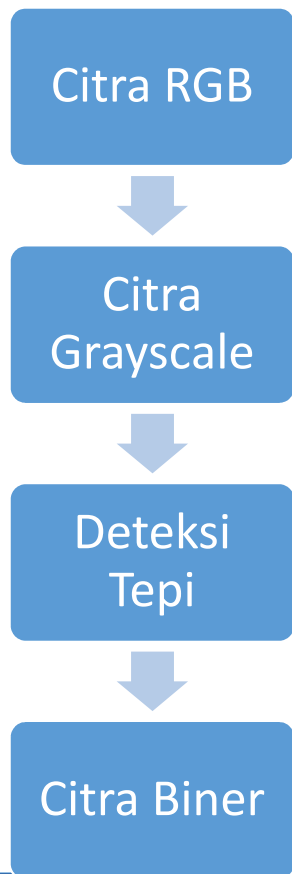 Citra RGB
Citra
Grayscale
Deteksi
Tepi
Citra Biner